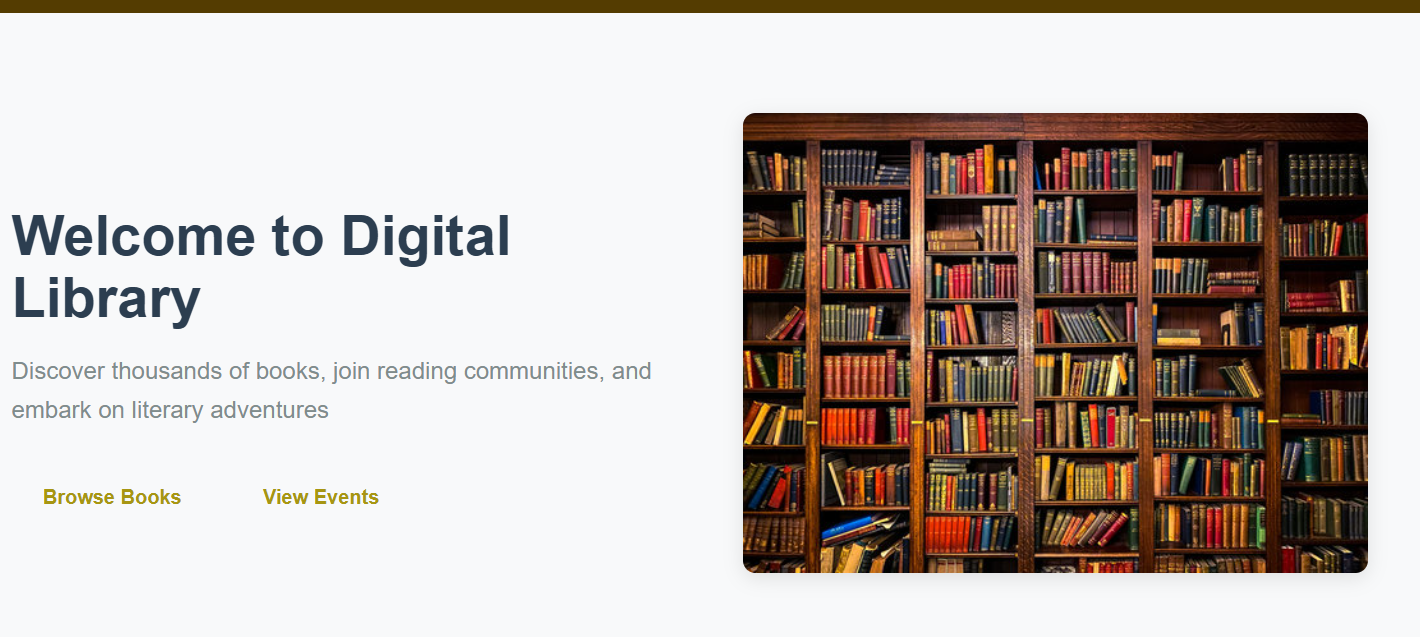 Welcome to Digital
Library
Discover thousands of books, join reading communities, and
embark on literary adventures
Browse Books
View Events